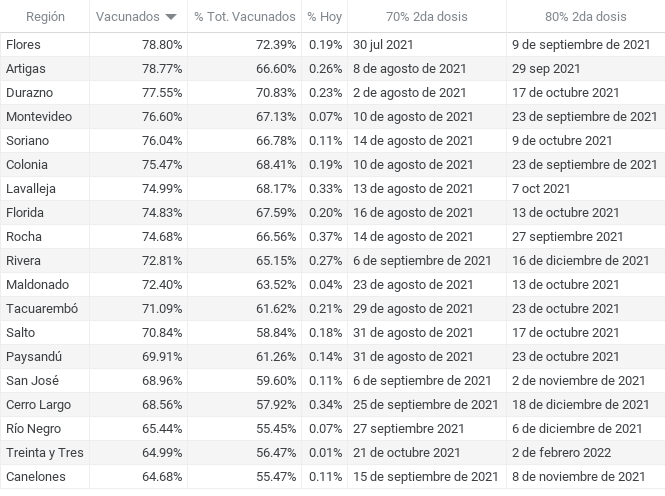 Región Vacunados % Tot. Vacunados % Hoy 70% 2da dosis 80% 2da dosis
Flores 78.80% 72.39% 0.19% 30 jul 2021 9 de septiembre de 2021
Artigas 78.77% 66.60% 0.26% 8 de agosto de 2021 29 sep 2021
Durazno 77.55% 70.83% 0.23% 2 de agosto de 2021 17 de octubre 2021
Montevideo 76.60% 67.13% 0.07% 10 de agosto de 2021 23 de septiembre de 2021
Soriano 76.04% 66.78% 0.11% 14 de agosto de 2021 9 de octubre 2021
Colonia 75.47% 68.41% 0.19% 10 de agosto de 2021 23 de septiembre de 2021
Lavalleja 74.99% 68.17% 0.33% 13 de agosto de 2021 7 oct 2021
Florida 74.83% 67.59% 0.20% 16 de agosto de 2021 13 de octubre 2021
Rocha 74.68% 66.56% 0.37% 14 de agosto de 2021 27 septiembre 2021
Rivera 72.81% 65.15% 0.27% 6 de septiembre de 2021 16 de diciembre de 2021
Maldonado 72.40% 63.52% 0.04% 23 de agosto de 2021 13 de octubre 2021
Tacuarembó 71.09% 61.62% 0.21% 29 de agosto de 2021 23 de octubre 2021
Salto 70.84% 58.84% 0.18% 31 de agosto de 2021 17 de octubre 2021
Paysandú 69.91% 61.26% 0.14% 31 de agosto de 2021 23 de octubre 2021
San José 68.96% 59.60% 0.11% 6 de septiembre de 2021 2 de noviembre de 2021
Cerro Largo 68.56% 57.92% 0.34% 25 de septiembre de 2021 18 de diciembre de 2021
Río Negro 65.44% 55.45% 0.07% 27 septiembre 2021 6 de diciembre de 2021
Treinta y Tres 64.99% 56.47% 0.01% 21 de octubre 2021 2 de febrero 2022
Canelones 64.68% 55.47% 0.11% 15 de septiembre de 2021 8 de noviembre de 2021